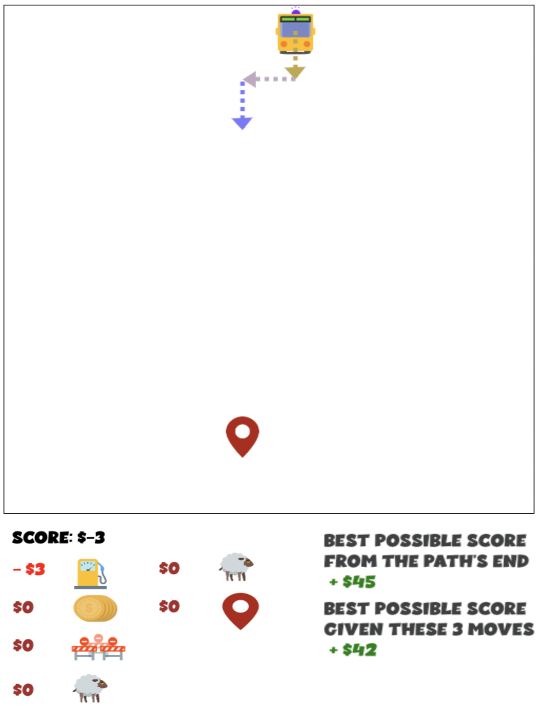 SCORE: $-3
- $3
$0
$0
$0
$0
$0
BEST POSSIBLE SCORE
FROM THE PATH'S END
+ $45
BEST POSSIBLE SCORE
GIVEN THESE 3 MOVES
+ $42